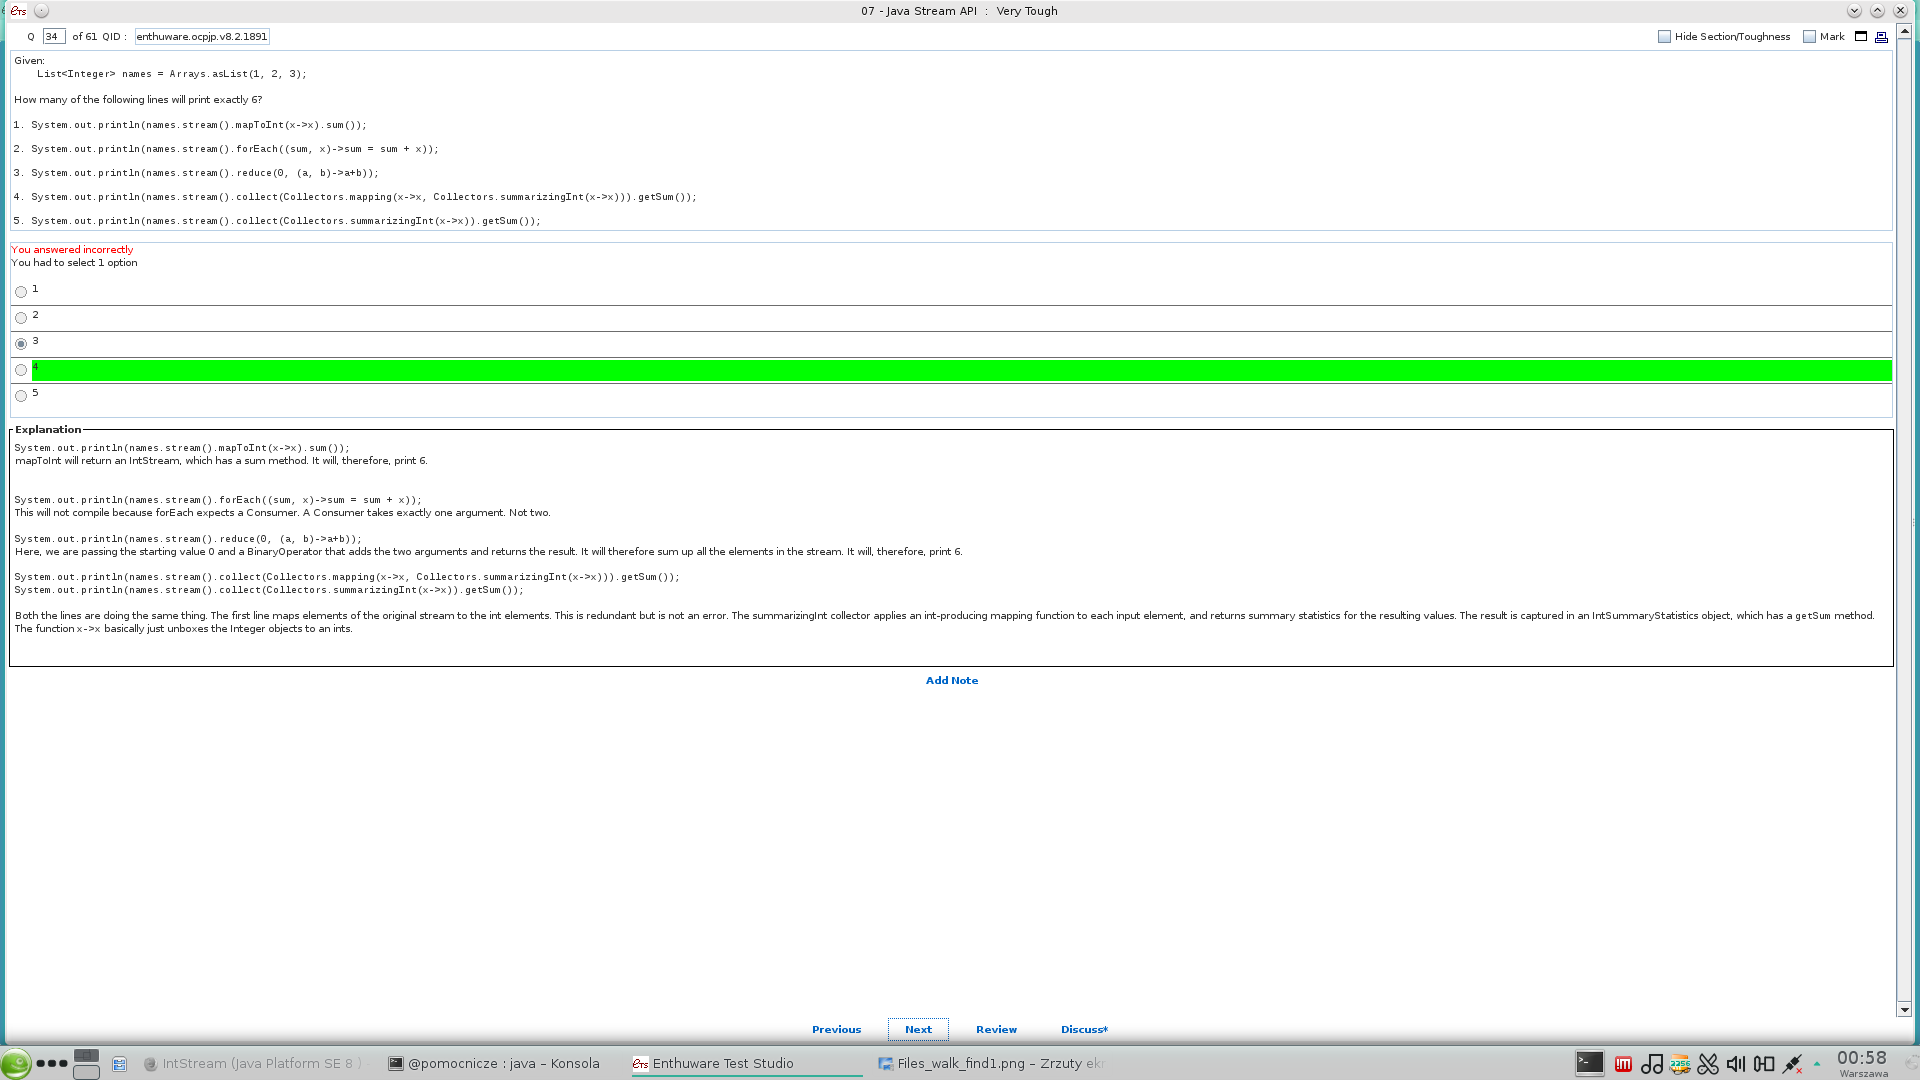 ETS
07 - Java Stream API : Very Tough
Q 34 of 61 QID : enthuware.ocpjp.v8.2.1891
Hide Section/Toughness Mark
Given:
List<Integer> names = Arrays.asList(1, 2, 3);
How many of the following lines will print exactly 6?
1. System.out.println(names.stream().mapToInt(x->x).sum());
2. System.out.println(names.stream().forEach((sum, x)->sum = sum + x));
3. System.out.println(names.stream().reduce(0, (a, b)->a+b));
4. System.out.println(names.stream().collect(Collectors.mapping(x->x, Collectors.summarizingInt(x->x))).getSum());
5. System.out.println(names.stream().collect(Collectors.summarizingInt(x->x)).getSum());
You answered incorrectly
You had to select 1 option
1
2
3
4
5
Explanation
System.out.println(names.stream().mapToInt(x->x).sum());
mapToInt will return an IntStream, which has a sum method. It will, therefore, print 6.
System.out.println(names.stream().forEach((sum, x)->sum = sum + x));
This will not compile because forEach expects a Consumer. A Consumer takes exactly one argument. Not two.
System.out.println(names.stream().reduce(0, (a, b)->a+b));
Here, we are passing the starting value 0 and a BinaryOperator that adds the two arguments and returns the result. It will therefore sum up all the elements in the stream. It will, therefore, print 6.
System.out.println(names.stream().collect(Collectors.mapping(x->x, Collectors.summarizingInt(x->x))).getSum());
System.out.println(names.stream().collect(Collectors.summarizingInt(x->x)).getSum());
Both the lines are doing the same thing. The first line maps elements of the original stream to the int elements. This is redundant but is not an error. The summarizingInt collector applies an int-producing mapping function to each input element, and returns summary statistics for the resulting values. The result is captured in an IntSummaryStatistics object, which has a getSum method.
The function x->x basically just unboxes the Integer objects to an ints.
Add Note
Previous Next Review Discuss*
IntStream (Java Platform SE 8 ) @pomocnicze : java – Konsola ETS Enthuware Test Studio Files_walk_find1.png – Zrzuty ekr 00:58
Warszawa